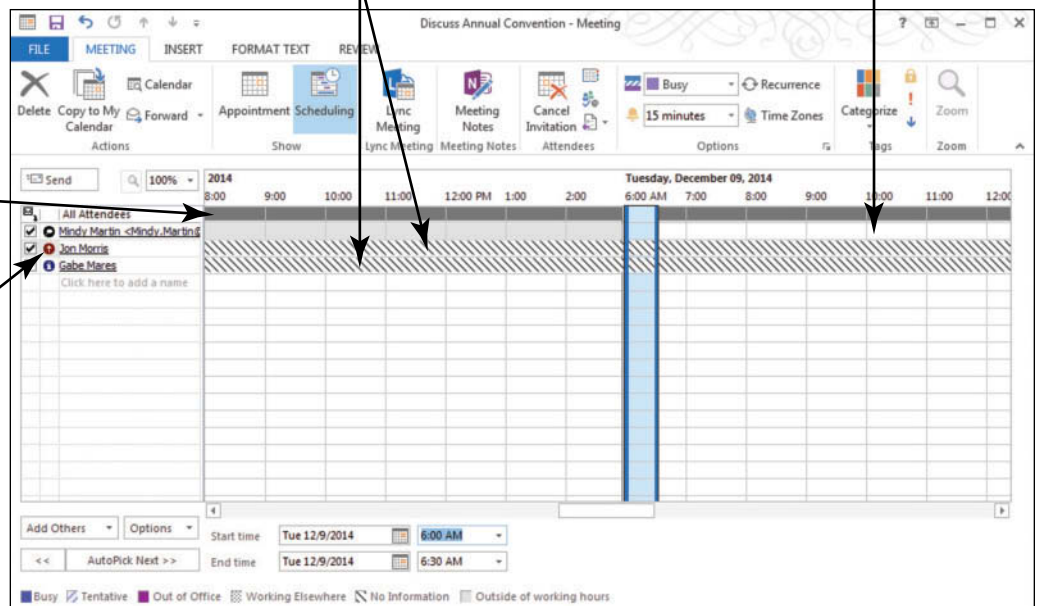 Discuss Annual Convention - Meeting
FILE MEETING INSERT FORMAT TEXT REVIEW
Delete Copy to My Calendar Calendar Forward Appointment Scheduling Lync Meeting Meeting Notes Cancel Invitation Busy 15 minutes Recurrence Time Zones Categorize Zoom
Actions Show Lync Meeting Meeting Notes Attendees Options Tags Zoom
Send 100% 2014 Tuesday, December 09, 2014
8:00 9:00 10:00 11:00 12:00 PM 1:00 2:00 6:00 AM 7:00 8:00 9:00 10:00 11:00 12:00
All Attendees
Mindy Martin <Mindy.Martin@
Jon Morris
Gabe Mares
Click here to add a name
Add Others Options Start time Tue 12/9/2014 6:00 AM
<< AutoPick Next >> End time Tue 12/9/2014 6:30 AM
Busy Tentative Out of Office Working Elsewhere No Information Outside of working hours